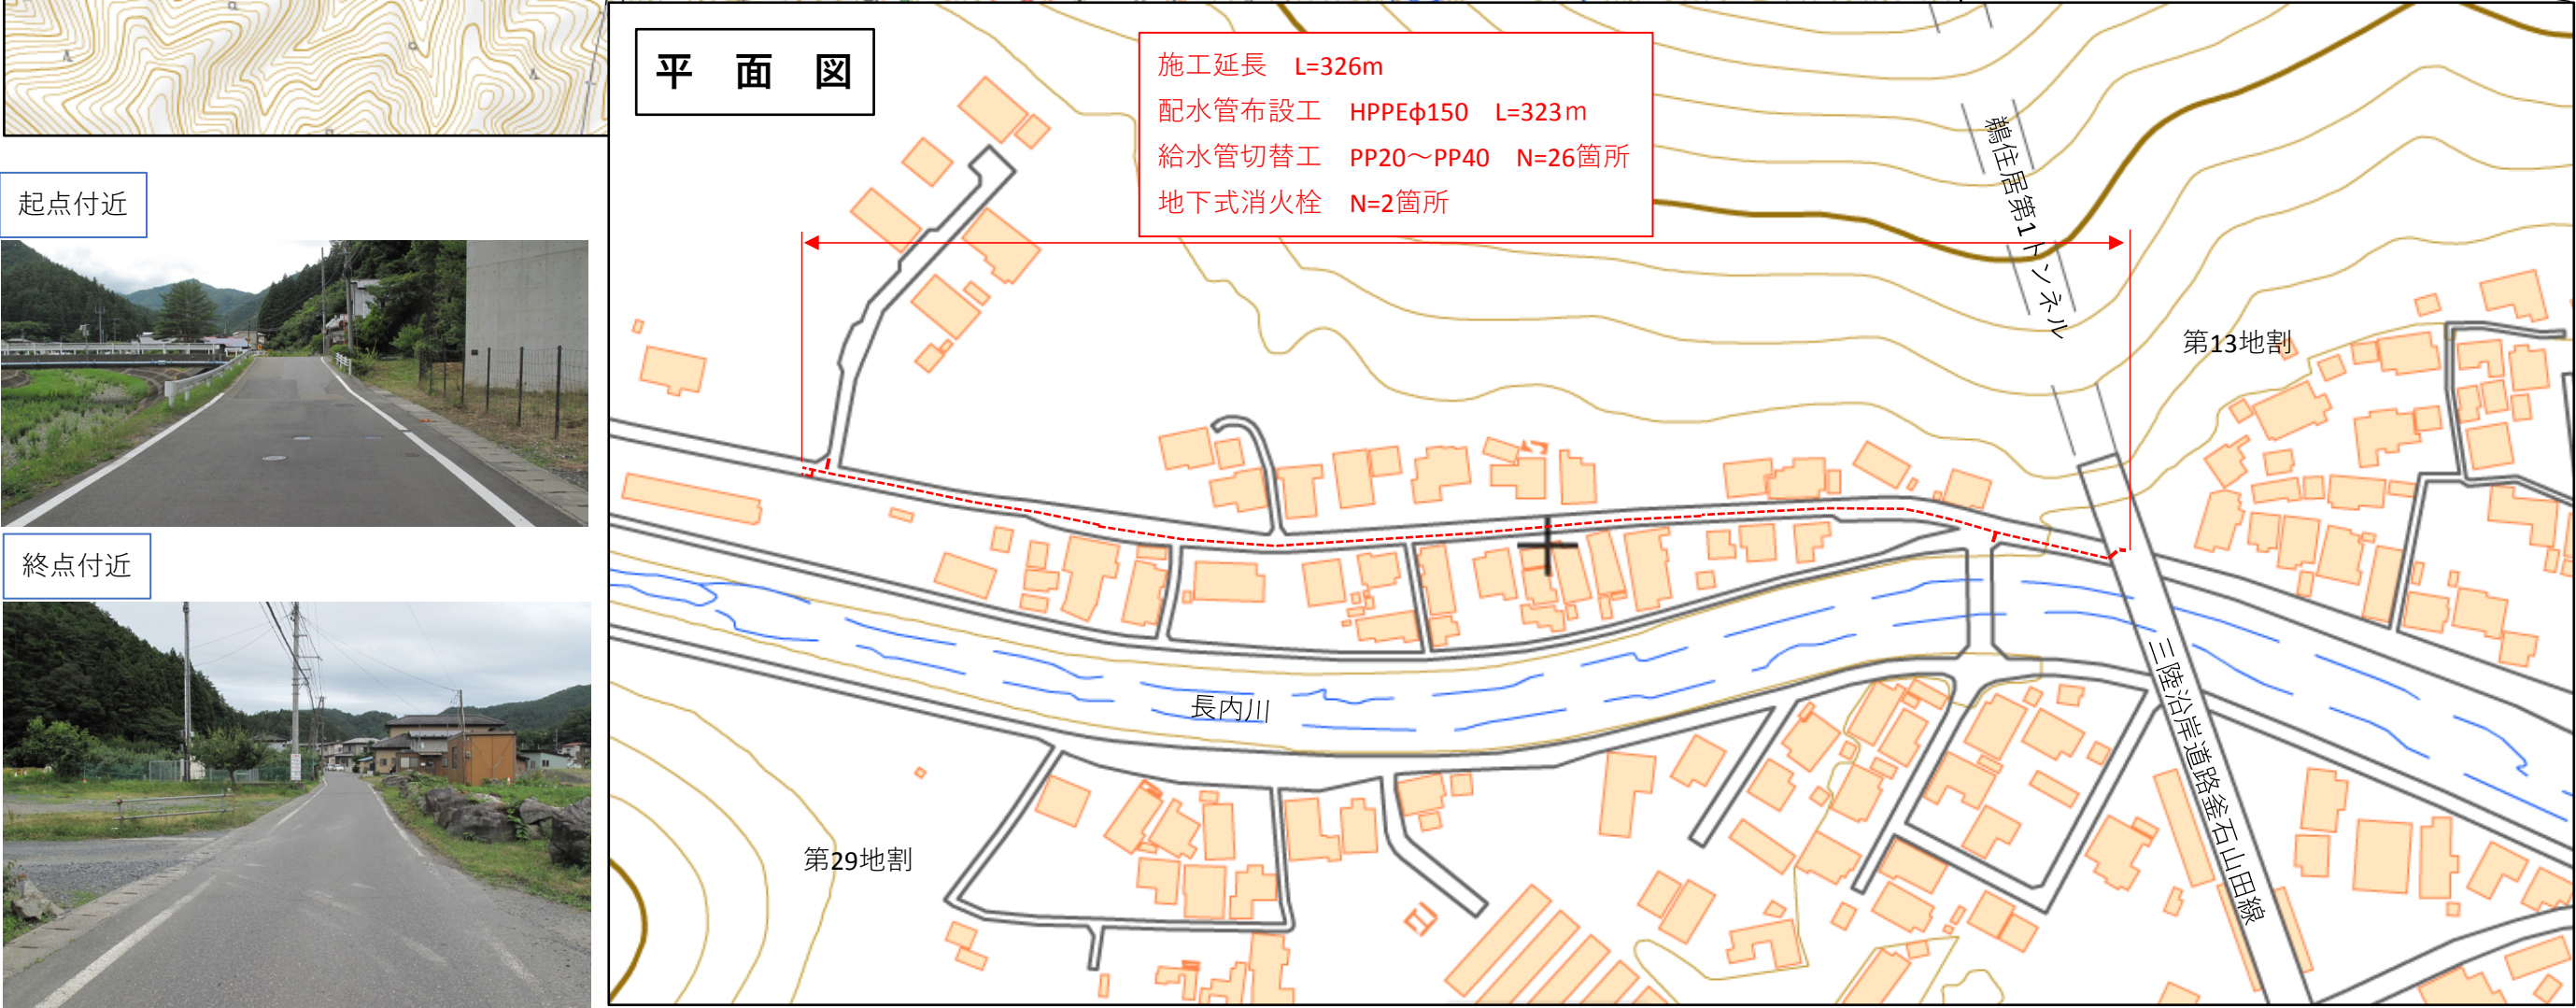 平面図
施工延長 L=326m
配水管布設工 HPPEφ150 L=323m
給水管切替工 PP20～PP40 N=26箇所
地下式消火栓 N=2箇所
起点付近
終点付近
鵜住居第1トンネル
第13地割
長内川
三陸沿岸道路釜石山田線
第29地割